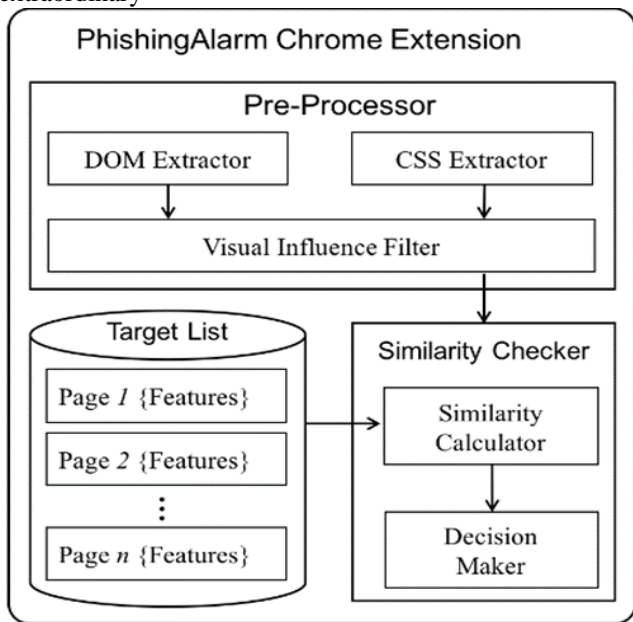 extraordinary
PhishingAlarm Chrome Extension
Pre-Processor
DOM Extractor
CSS Extractor
Visual Influence Filter
Target List
Page 1 {Features}
Page 2 {Features}
⋮
Page n {Features}
Similarity Checker
Similarity
Calculator
Decision
Maker